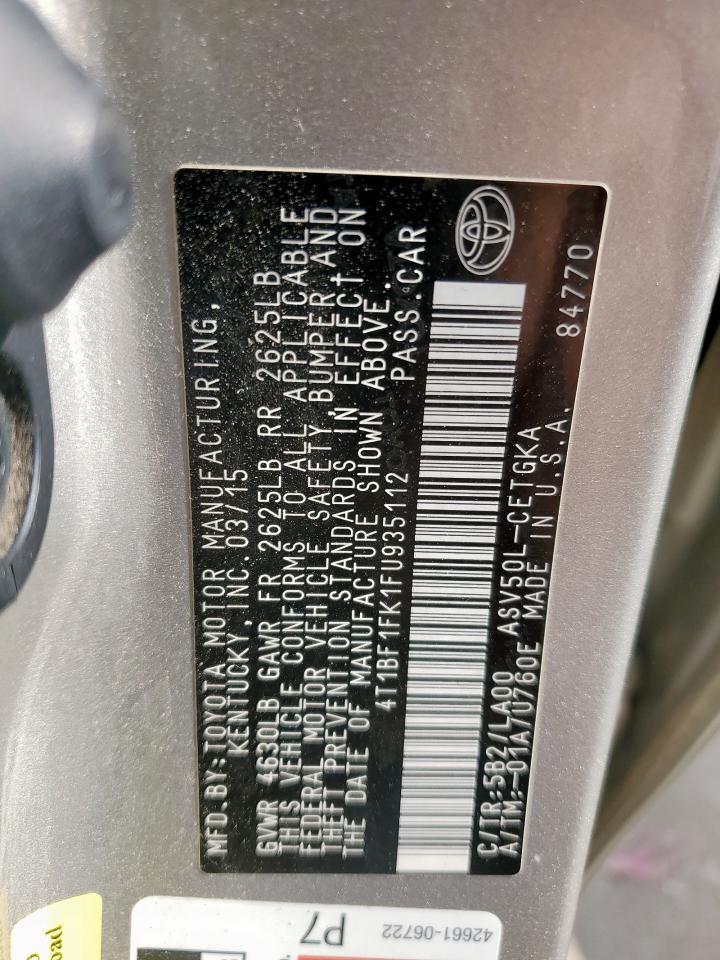 MFD.BY:TOYOTA MOTOR MANUFACTURING,
KENTUCKY,INC.03/15
GVWR 4630LB GAWR FR 2625LB RR 2625LB
THIS VEHICLE CONFORMS TO ALL APPLICABLE
FEDERAL MOTOR VEHICLE SAFETY BUMPER,AND
THEFT PREVENTION STANDARDS IN EFFECT ON
THE DATE OF MANUFACTURE SHOWN ABOVE.
4T1BF1FK1FU935112 PASS.CAR
C/TR:5B2/LA00 ASV50L-CETGKA
A/TM:-01A/U760E MADE IN U.S.A. 84770
P7
42661-06722
oad